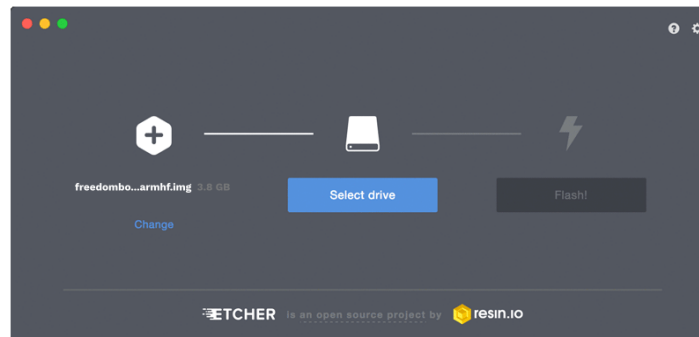 freedombo...armhf.img 3.8 GB
Change
Select drive
Flash!
ETCHER is an open source project by resin.io